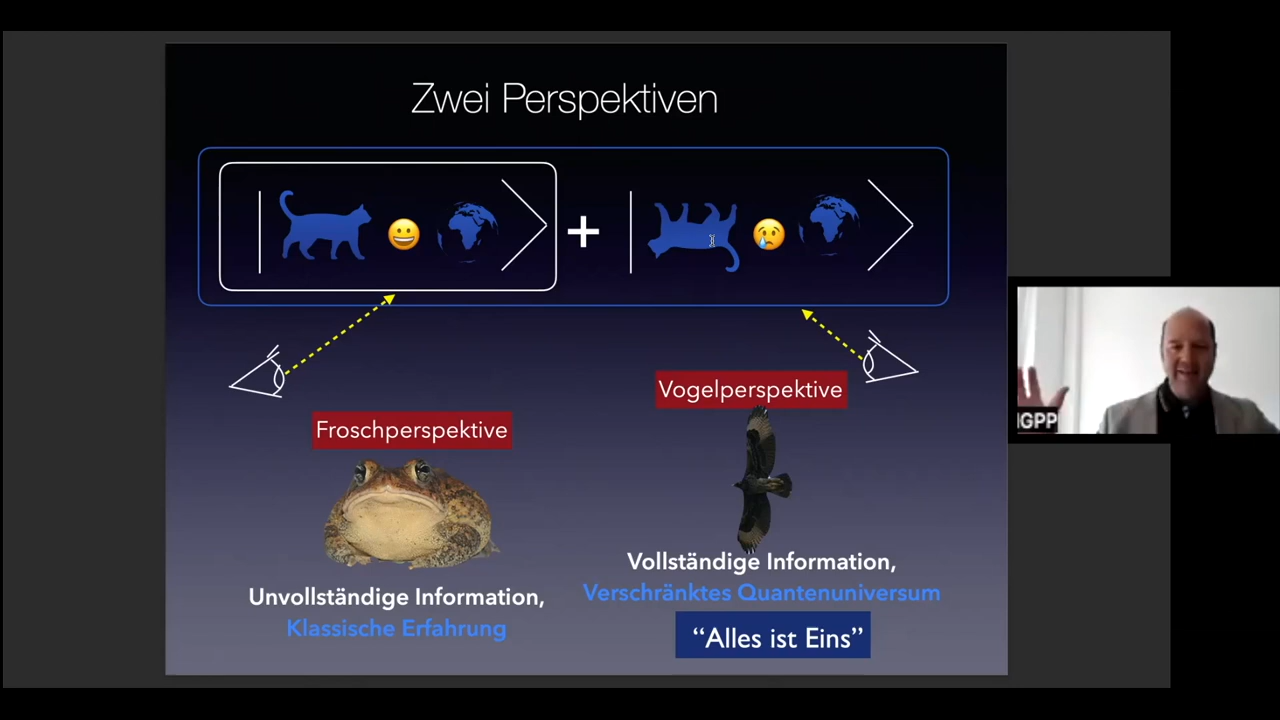 Zwei Perspektiven
+
Froschperspektive
Unvollständige Information,
Klassische Erfahrung
Vogelperspektive
Vollständige Information,
Verschränktes Quantenuniversum
“Alles ist Eins”
IGPP